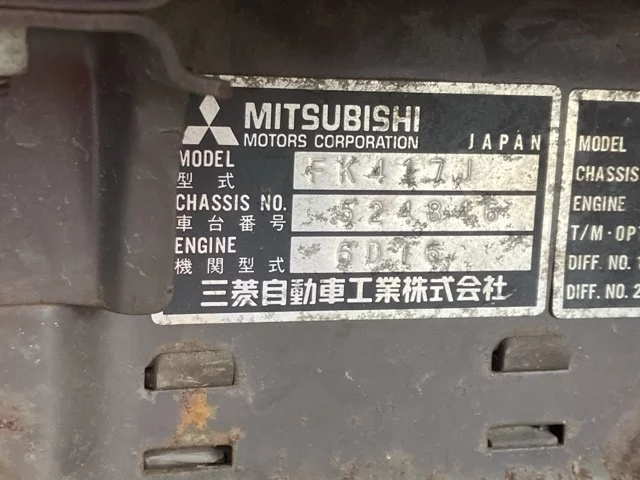 MITSUBISHI
MOTORS CORPORATION JAPAN
MODEL FK417J
型式
CHASSIS NO. 524846
車台番号
ENGINE 6D16
機関型式
三菱自動車工業株式会社
MODEL
CHASSIS
ENGINE
T/M·OPT
DIFF. NO. 1
DIFF. NO. 2